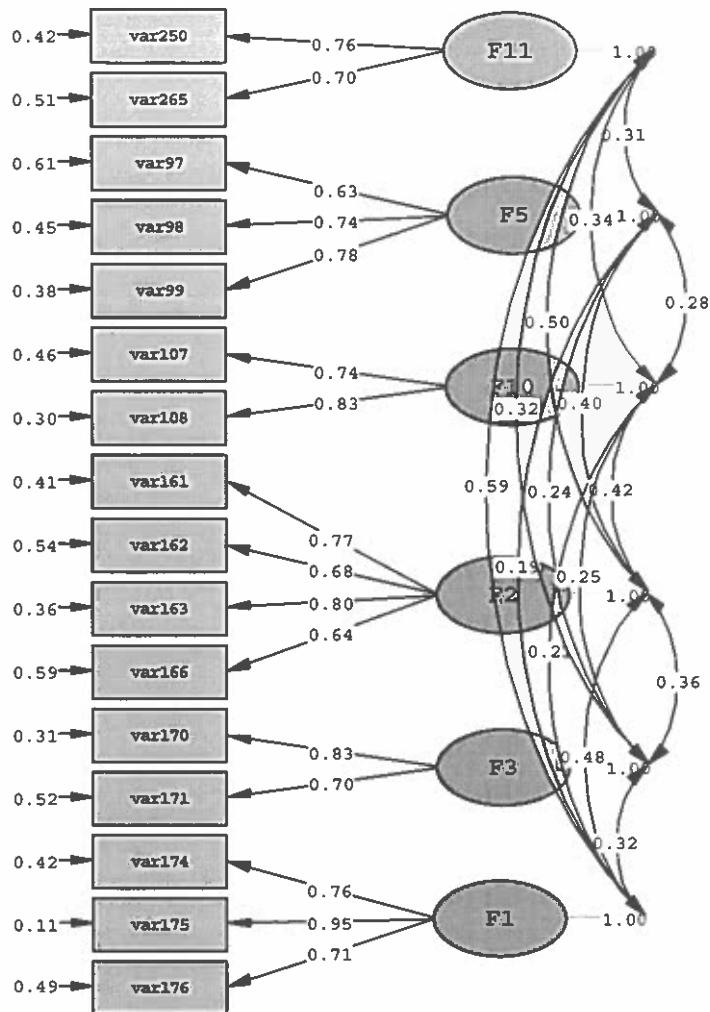 0.42 var250 0.76 F11 1.00
0.70
0.51 var265 0.31
0.61 var97
0.63
0.45 var98 0.74 F5 0.34 1.00
0.78
0.38 var99 0.28
0.50
0.46 var107
0.74 F10 1.00
0.30 var108 0.83 0.32 0.40
0.41 var161 0.59 0.24 0.42
0.54 var162 0.77
0.68 0.19 0.25
0.36 var163 0.80 F2 1.00
0.64
0.59 var166 0.21
0.36
0.31 var170
0.83 F3 0.48 1.00
0.52 var171 0.70
0.42 var174 0.32
0.76
0.11 var175 0.95 F1 1.00
0.71
0.49 var176